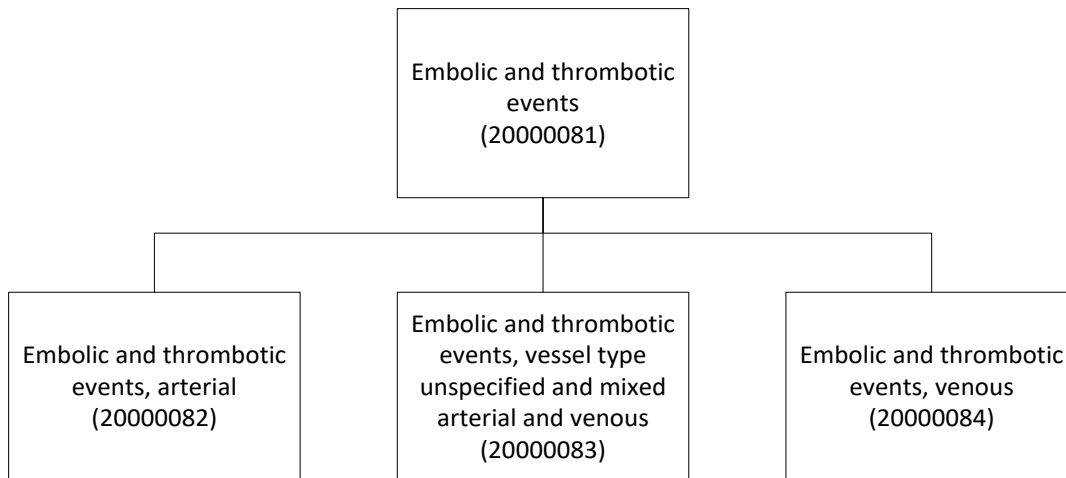 Embolic and thrombotic
events
(20000081)
Embolic and thrombotic
events, arterial
(20000082)
Embolic and thrombotic
events, vessel type
unspecified and mixed
arterial and venous
(20000083)
Embolic and thrombotic
events, venous
(20000084)